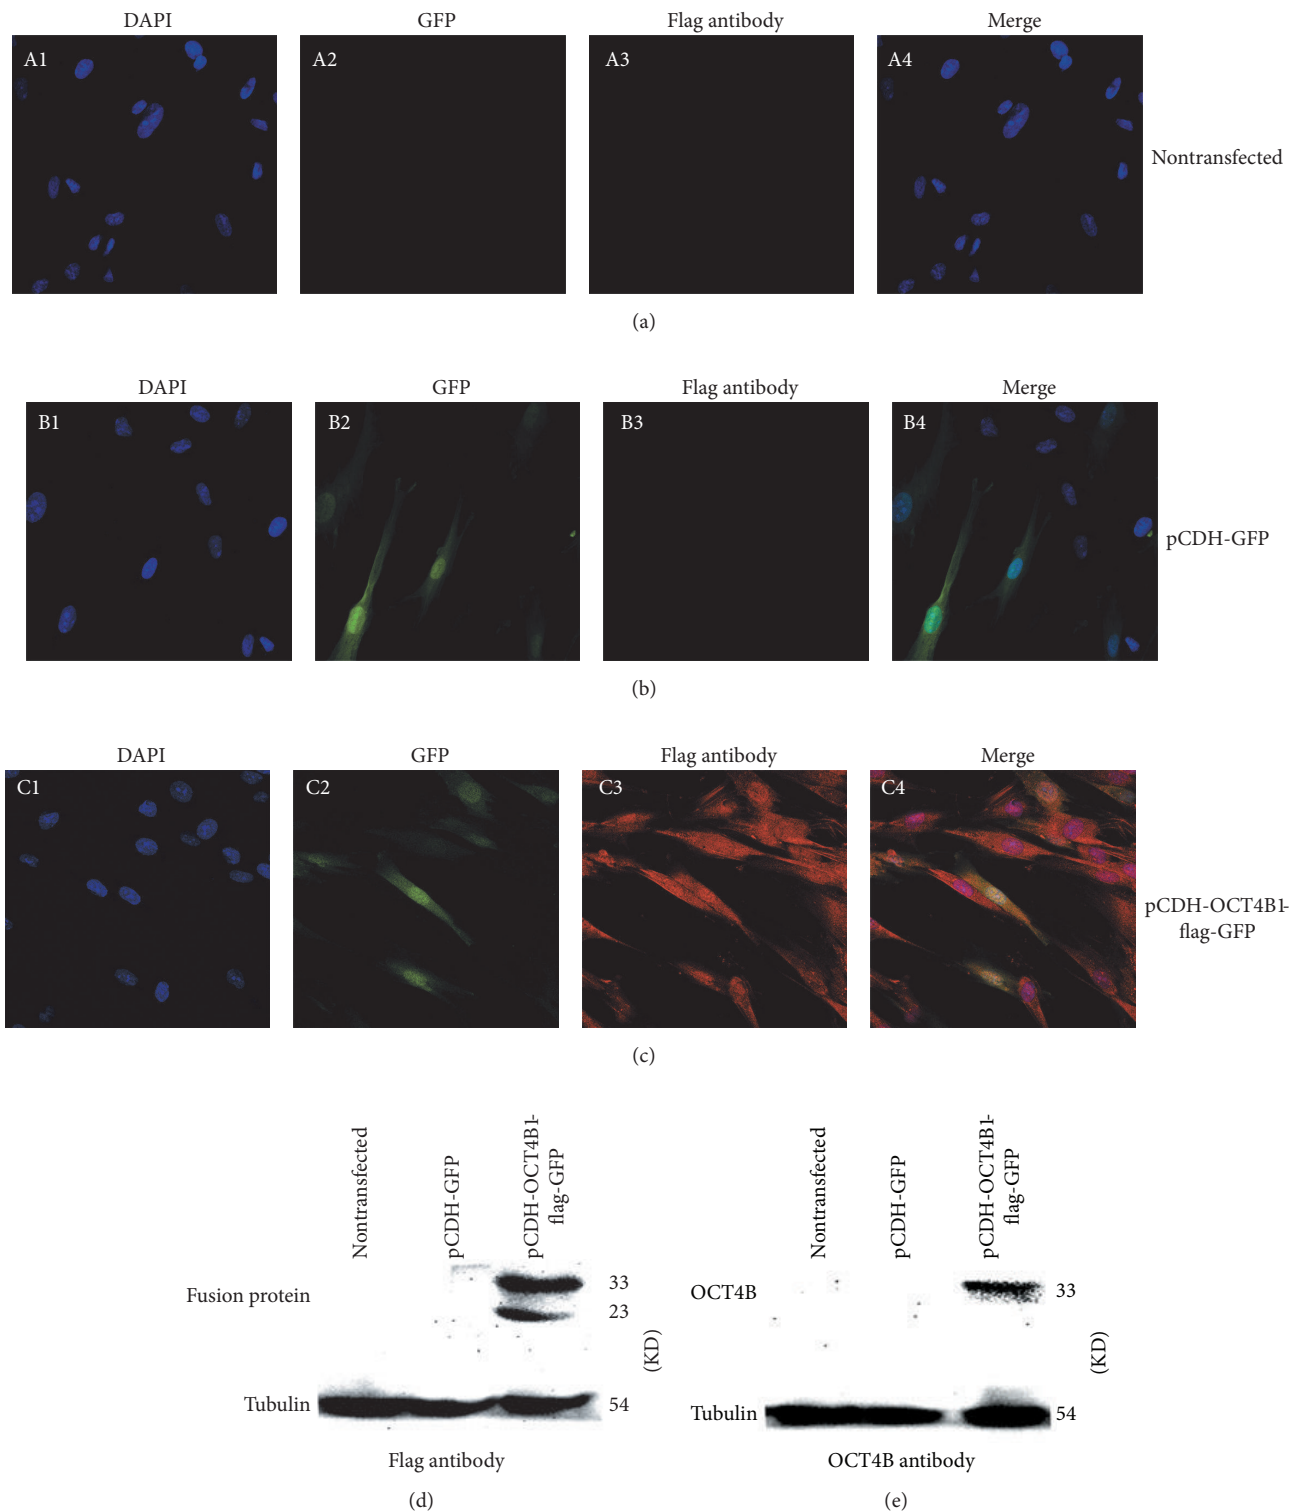 DAPI GFP Flag antibody Merge
A1 A2 A3 A4
Nontransfected
(a)
DAPI GFP Flag antibody Merge
B1 B2 B3 B4
pCDH-GFP
(b)
DAPI GFP Flag antibody Merge
C1 C2 C3 C4
pCDH-OCT4B1-
flag-GFP
(c)
Nontransfected
pCDH-GFP
pCDH-OCT4B1-
flag-GFP
Fusion protein
33
23
(KD)
Tubulin
54
Flag antibody
(d)
Nontransfected
pCDH-GFP
pCDH-OCT4B1-
flag-GFP
OCT4B
33
(KD)
Tubulin
54
OCT4B antibody
(e)